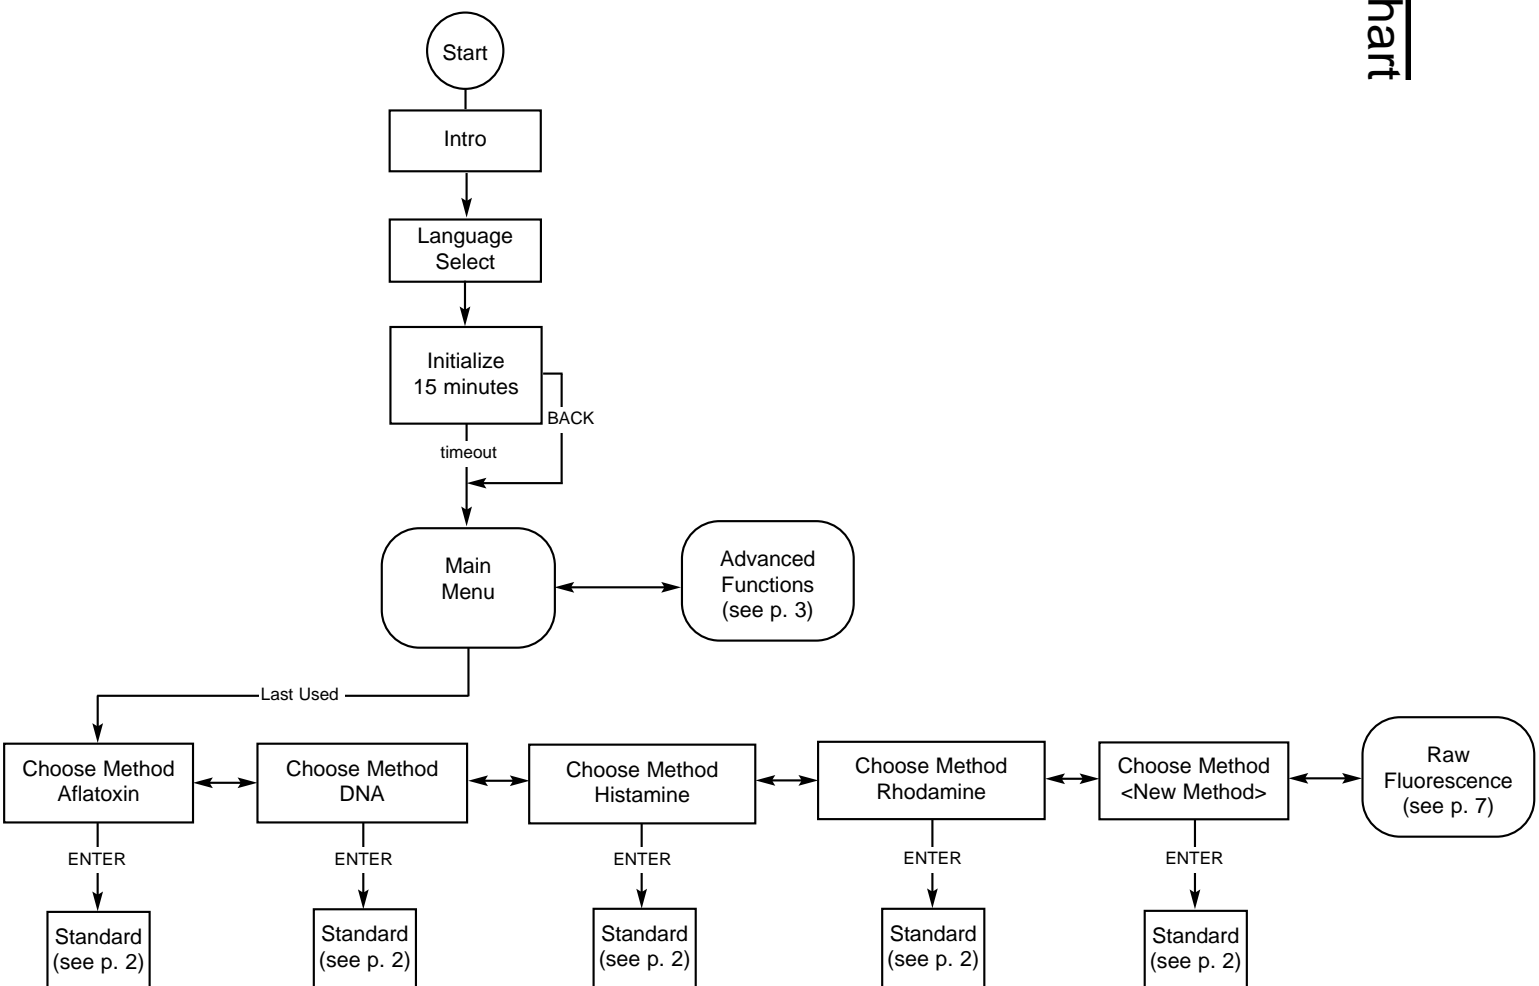 hart
Start
Intro
Language
Select
Initialize
15 minutes
BACK
timeout
Main
Menu
Advanced
Functions
(see p. 3)
Last Used
Choose Method
Aflatoxin
Choose Method
DNA
Choose Method
Histamine
Choose Method
Rhodamine
Choose Method
<New Method>
Raw
Fluorescence
(see p. 7)
ENTER
ENTER
ENTER
ENTER
ENTER
Standard
(see p. 2)
Standard
(see p. 2)
Standard
(see p. 2)
Standard
(see p. 2)
Standard
(see p. 2)